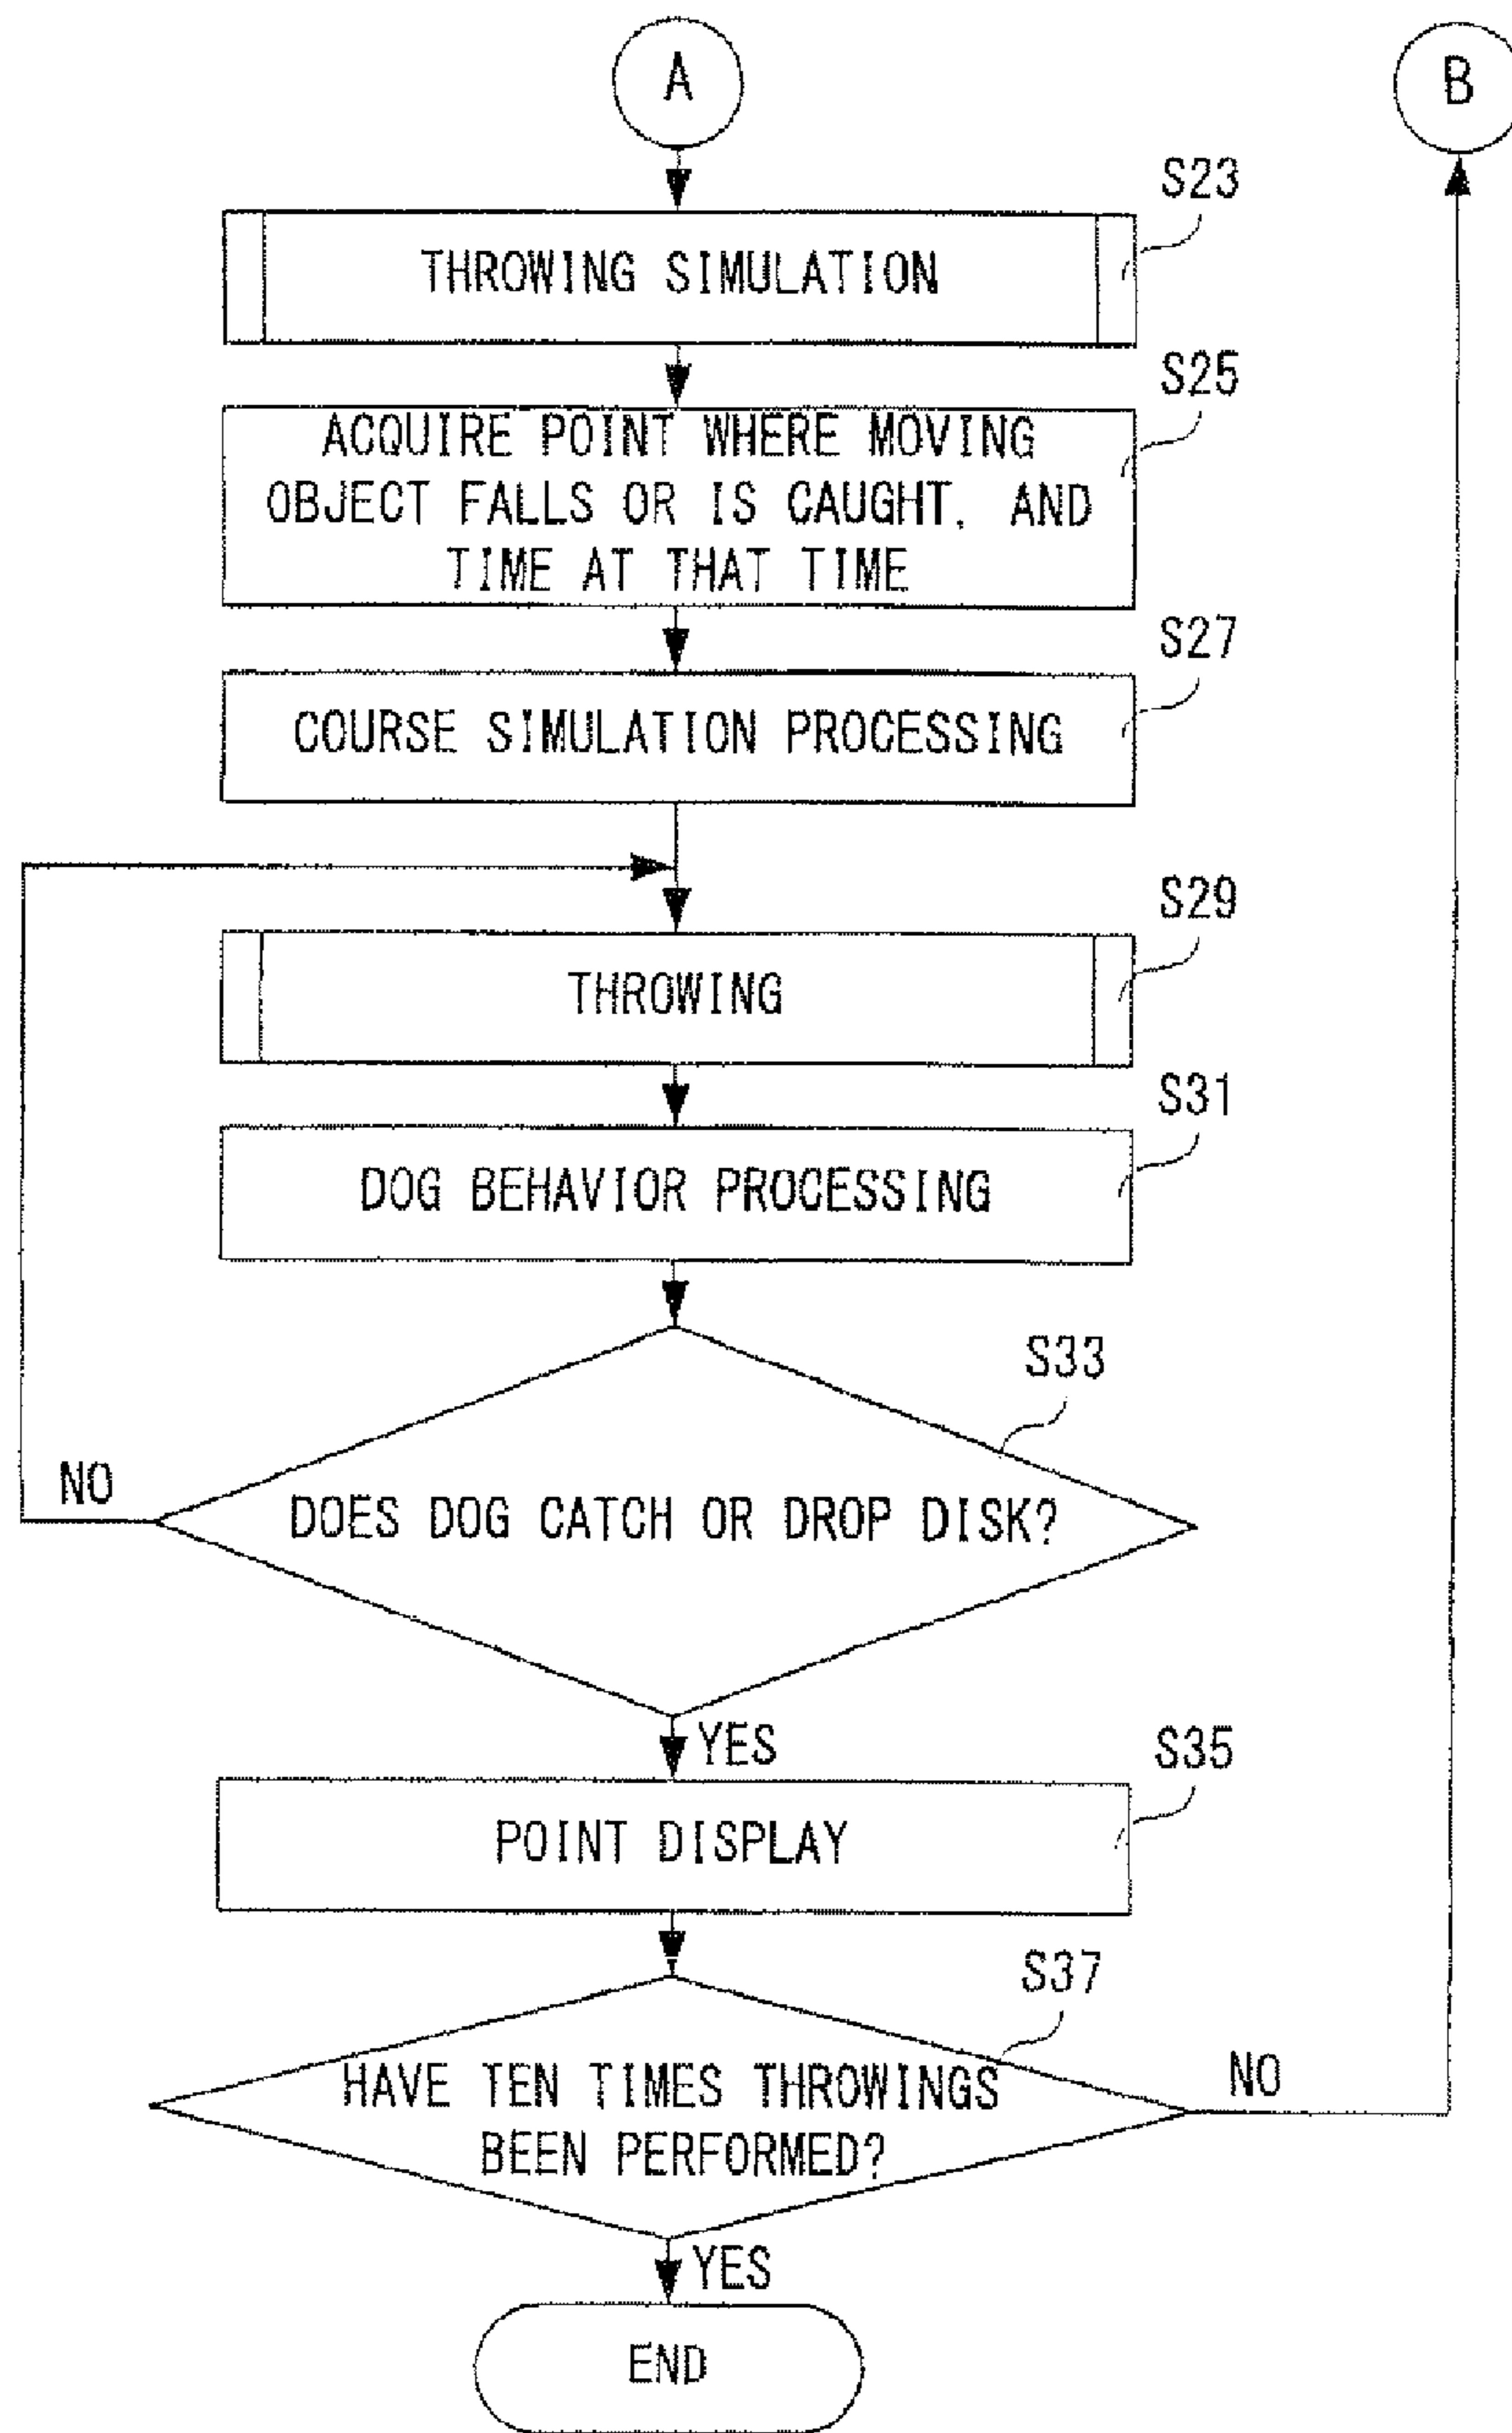 A
B
S23
THROWING SIMULATION
S25
ACQUIRE POINT WHERE MOVING
OBJECT FALLS OR IS CAUGHT, AND
TIME AT THAT TIME
S27
COURSE SIMULATION PROCESSING
S29
THROWING
S31
DOG BEHAVIOR PROCESSING
S33
NO
DOES DOG CATCH OR DROP DISK?
YES
S35
POINT DISPLAY
S37
HAVE TEN TIMES THROWINGS
BEEN PERFORMED?
NO
YES
END